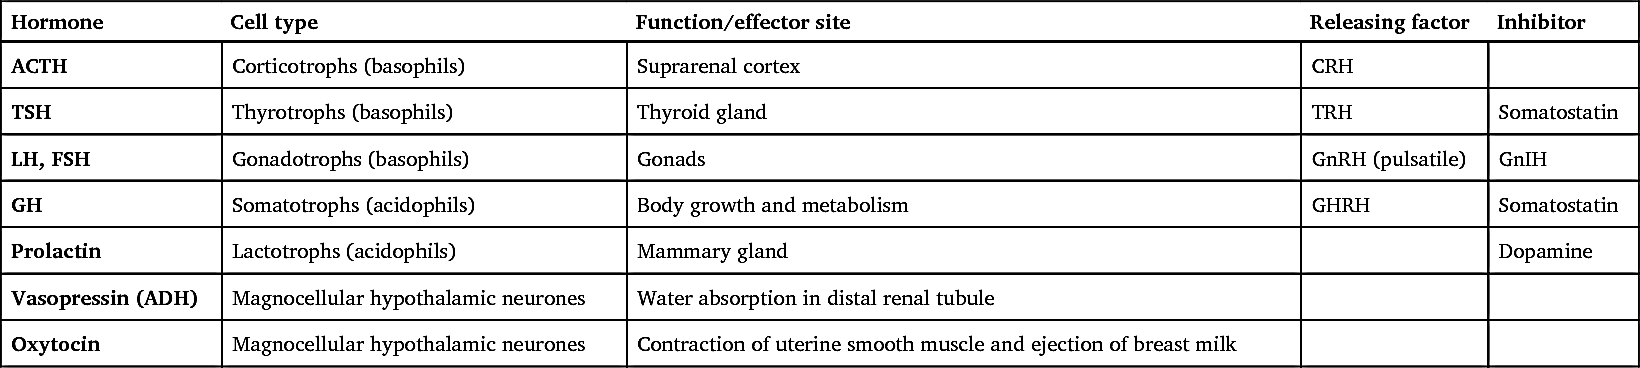 Hormone Cell type Function/effector site Releasing factor Inhibitor
ACTH Corticotrophs (basophils) Suprarenal cortex CRH
TSH Thyrotrophs (basophils) Thyroid gland TRH Somatostatin
LH, FSH Gonadotrophs (basophils) Gonads GnRH (pulsatile) GnIH
GH Somatotrophs (acidophils) Body growth and metabolism GHRH Somatostatin
Prolactin Lactotrophs (acidophils) Mammary gland Dopamine
Vasopressin (ADH) Magnocellular hypothalamic neurones Water absorption in distal renal tubule
Oxytocin Magnocellular hypothalamic neurones Contraction of uterine smooth muscle and ejection of breast milk